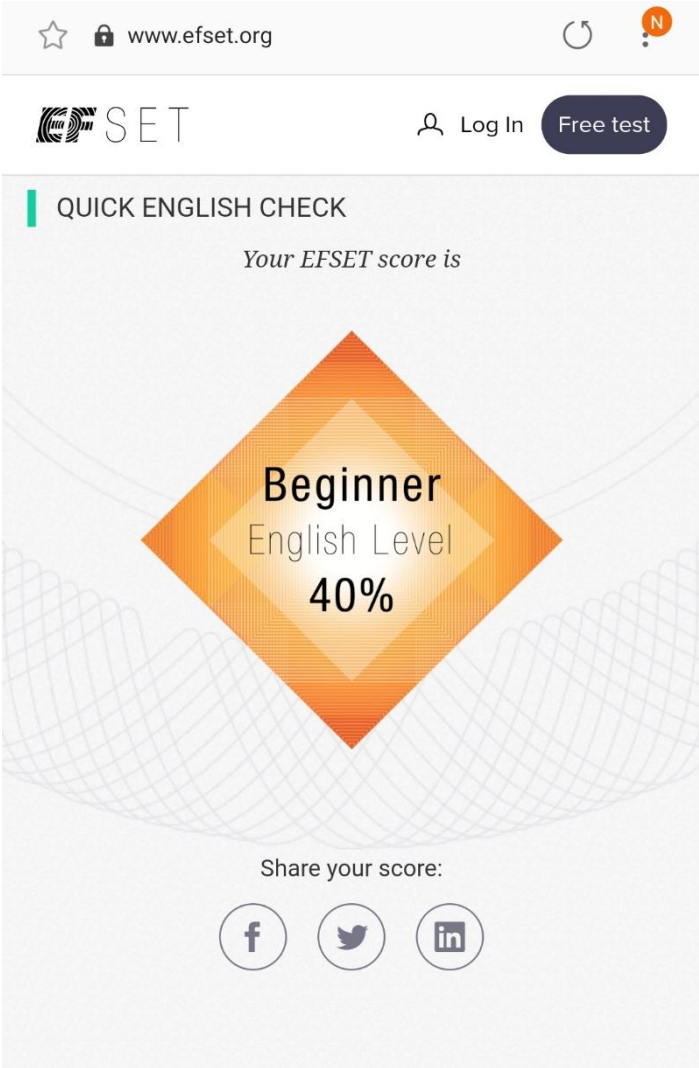 www.efset.org
N
EF SET
Log In
Free test
QUICK ENGLISH CHECK
Your EFSET score is
Beginner
English Level
40%
Share your score:
f
in